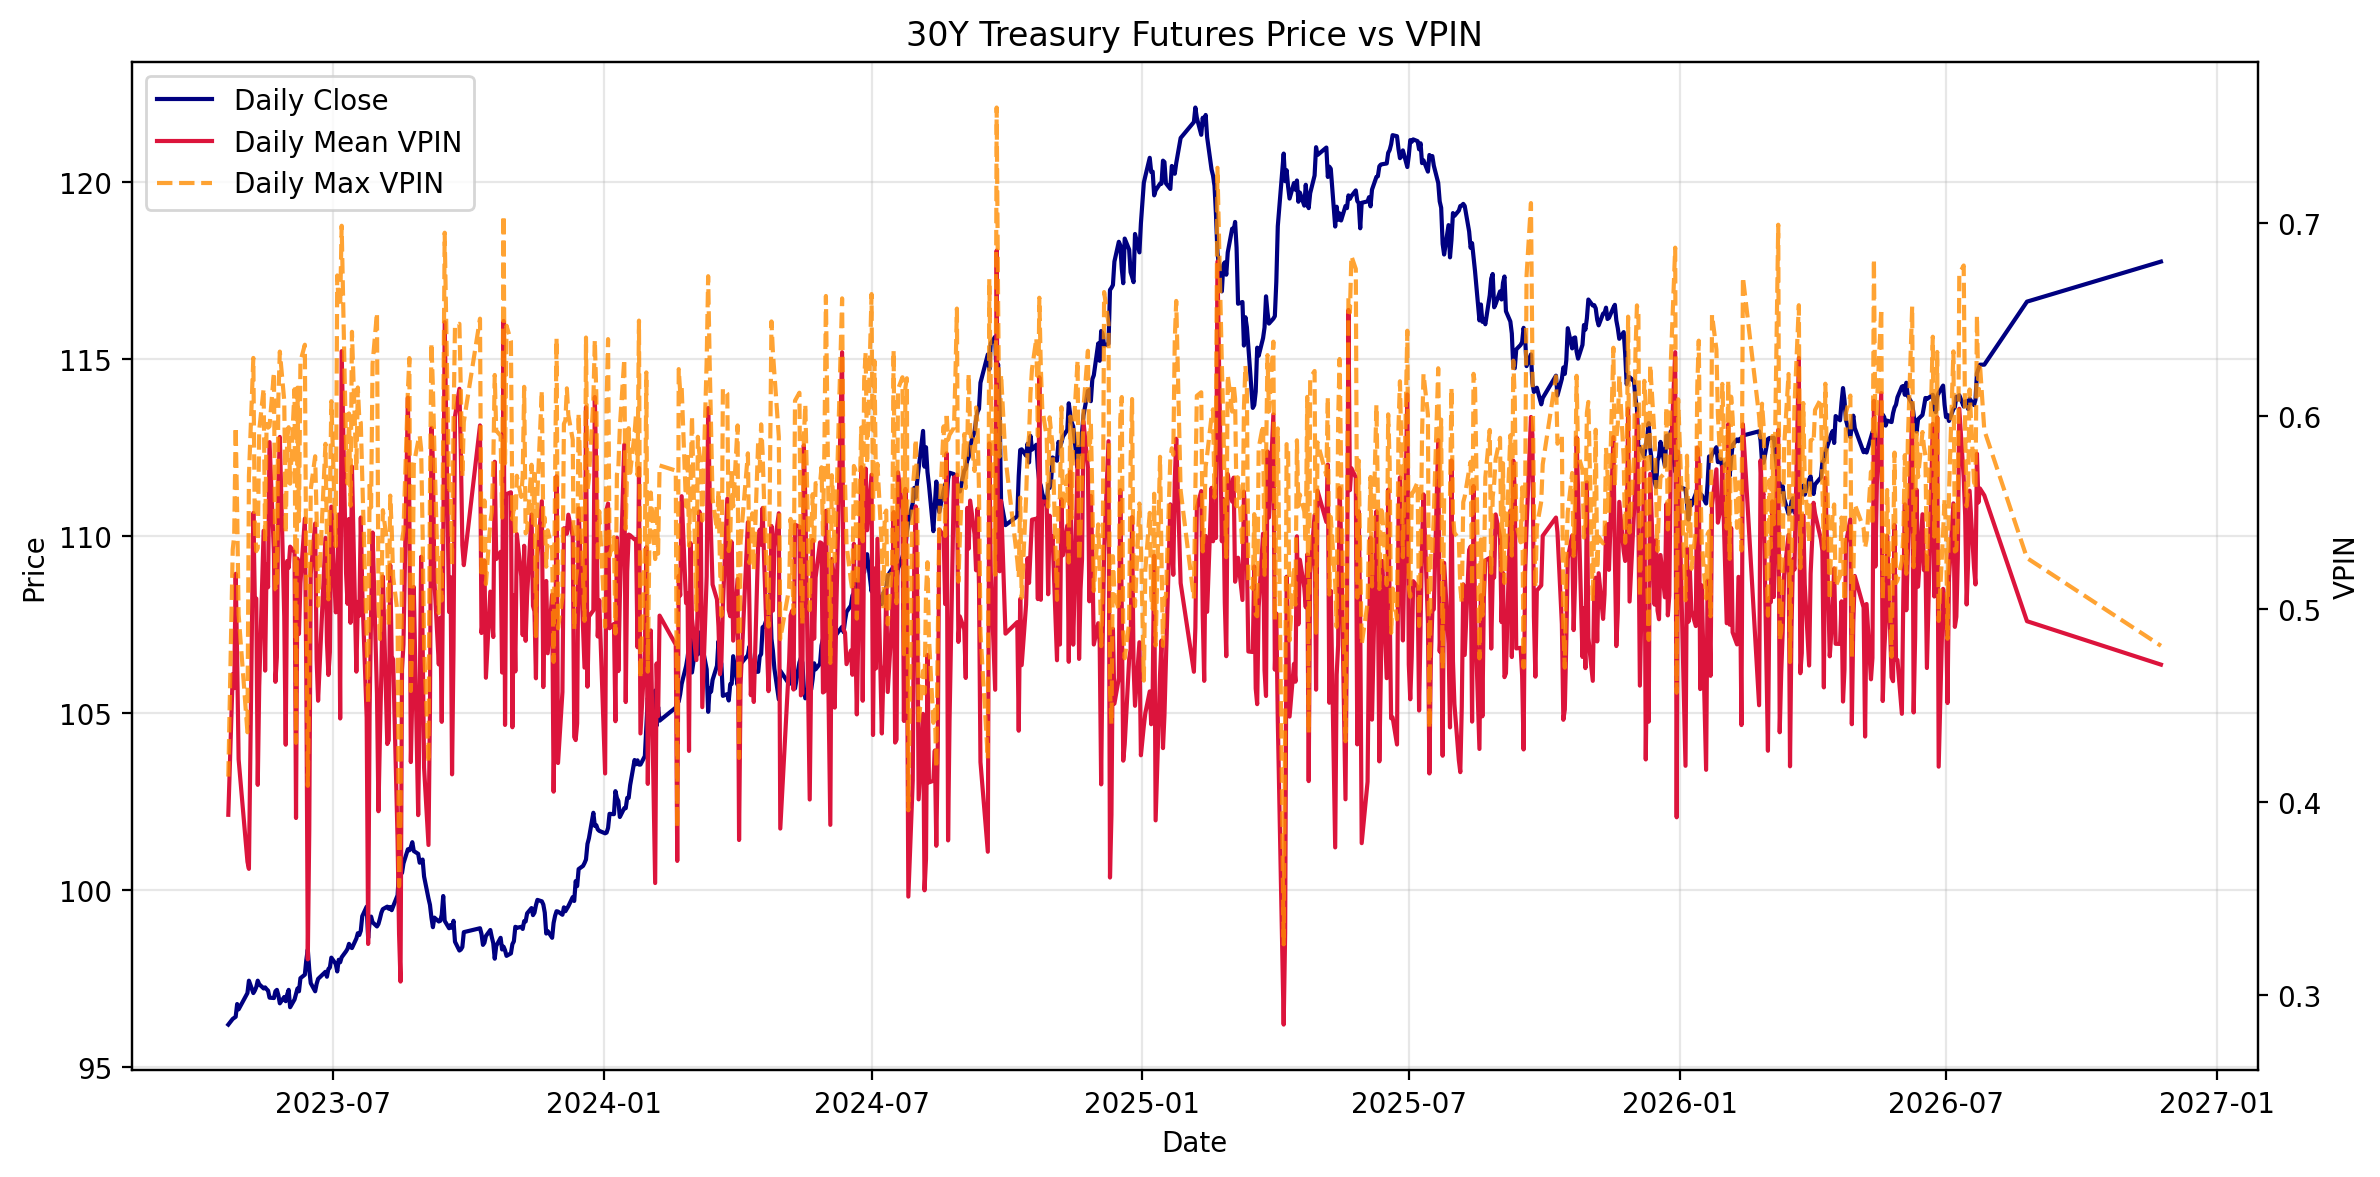 30Y Treasury Futures Price vs VPIN
Daily Close
Daily Mean VPIN
Daily Max VPIN
Price
120
115
110
105
100
95
VPIN
0.7
0.6
0.5
0.4
0.3
2023-07
2024-01
2024-07
2025-01
2025-07
2026-01
2026-07
2027-01
Date